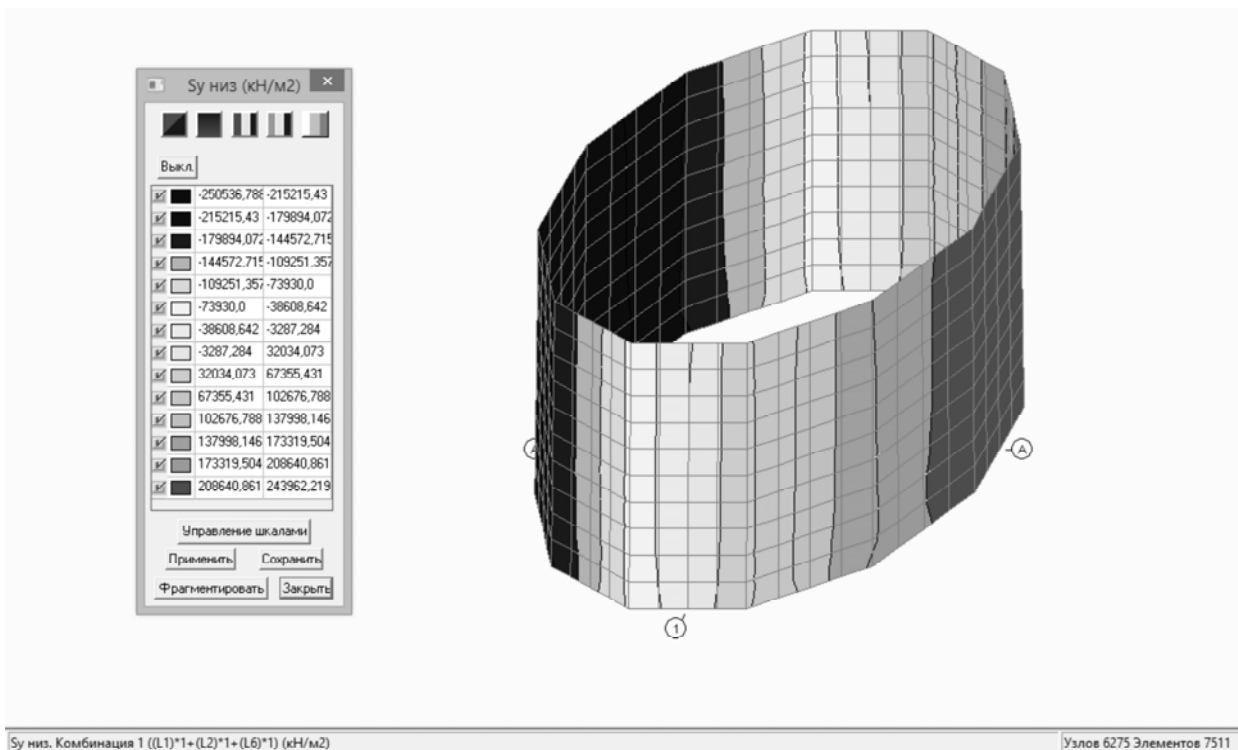 Sy низ (кН/м2)
Выкл.
-250536,788 -215215,43
-215215,43 -179894,072
-179894,072 -144572,715
-144572,715 -109251,357
-109251,357 -73930,0
-73930,0 -38608,642
-38608,642 -3287,284
-3287,284 32034,073
32034,073 67355,431
67355,431 102676,788
102676,788 137998,146
137998,146 173319,504
173319,504 208640,861
208640,861 243962,219
Управление шкалами
Применить Сохранить
Фрагментировать Закрыть
А А
1
Sy низ. Комбинация 1 ((L1)*1+(L2)*1+(L6)*1) (кН/м2) Узлов 6275 Элементов 7511